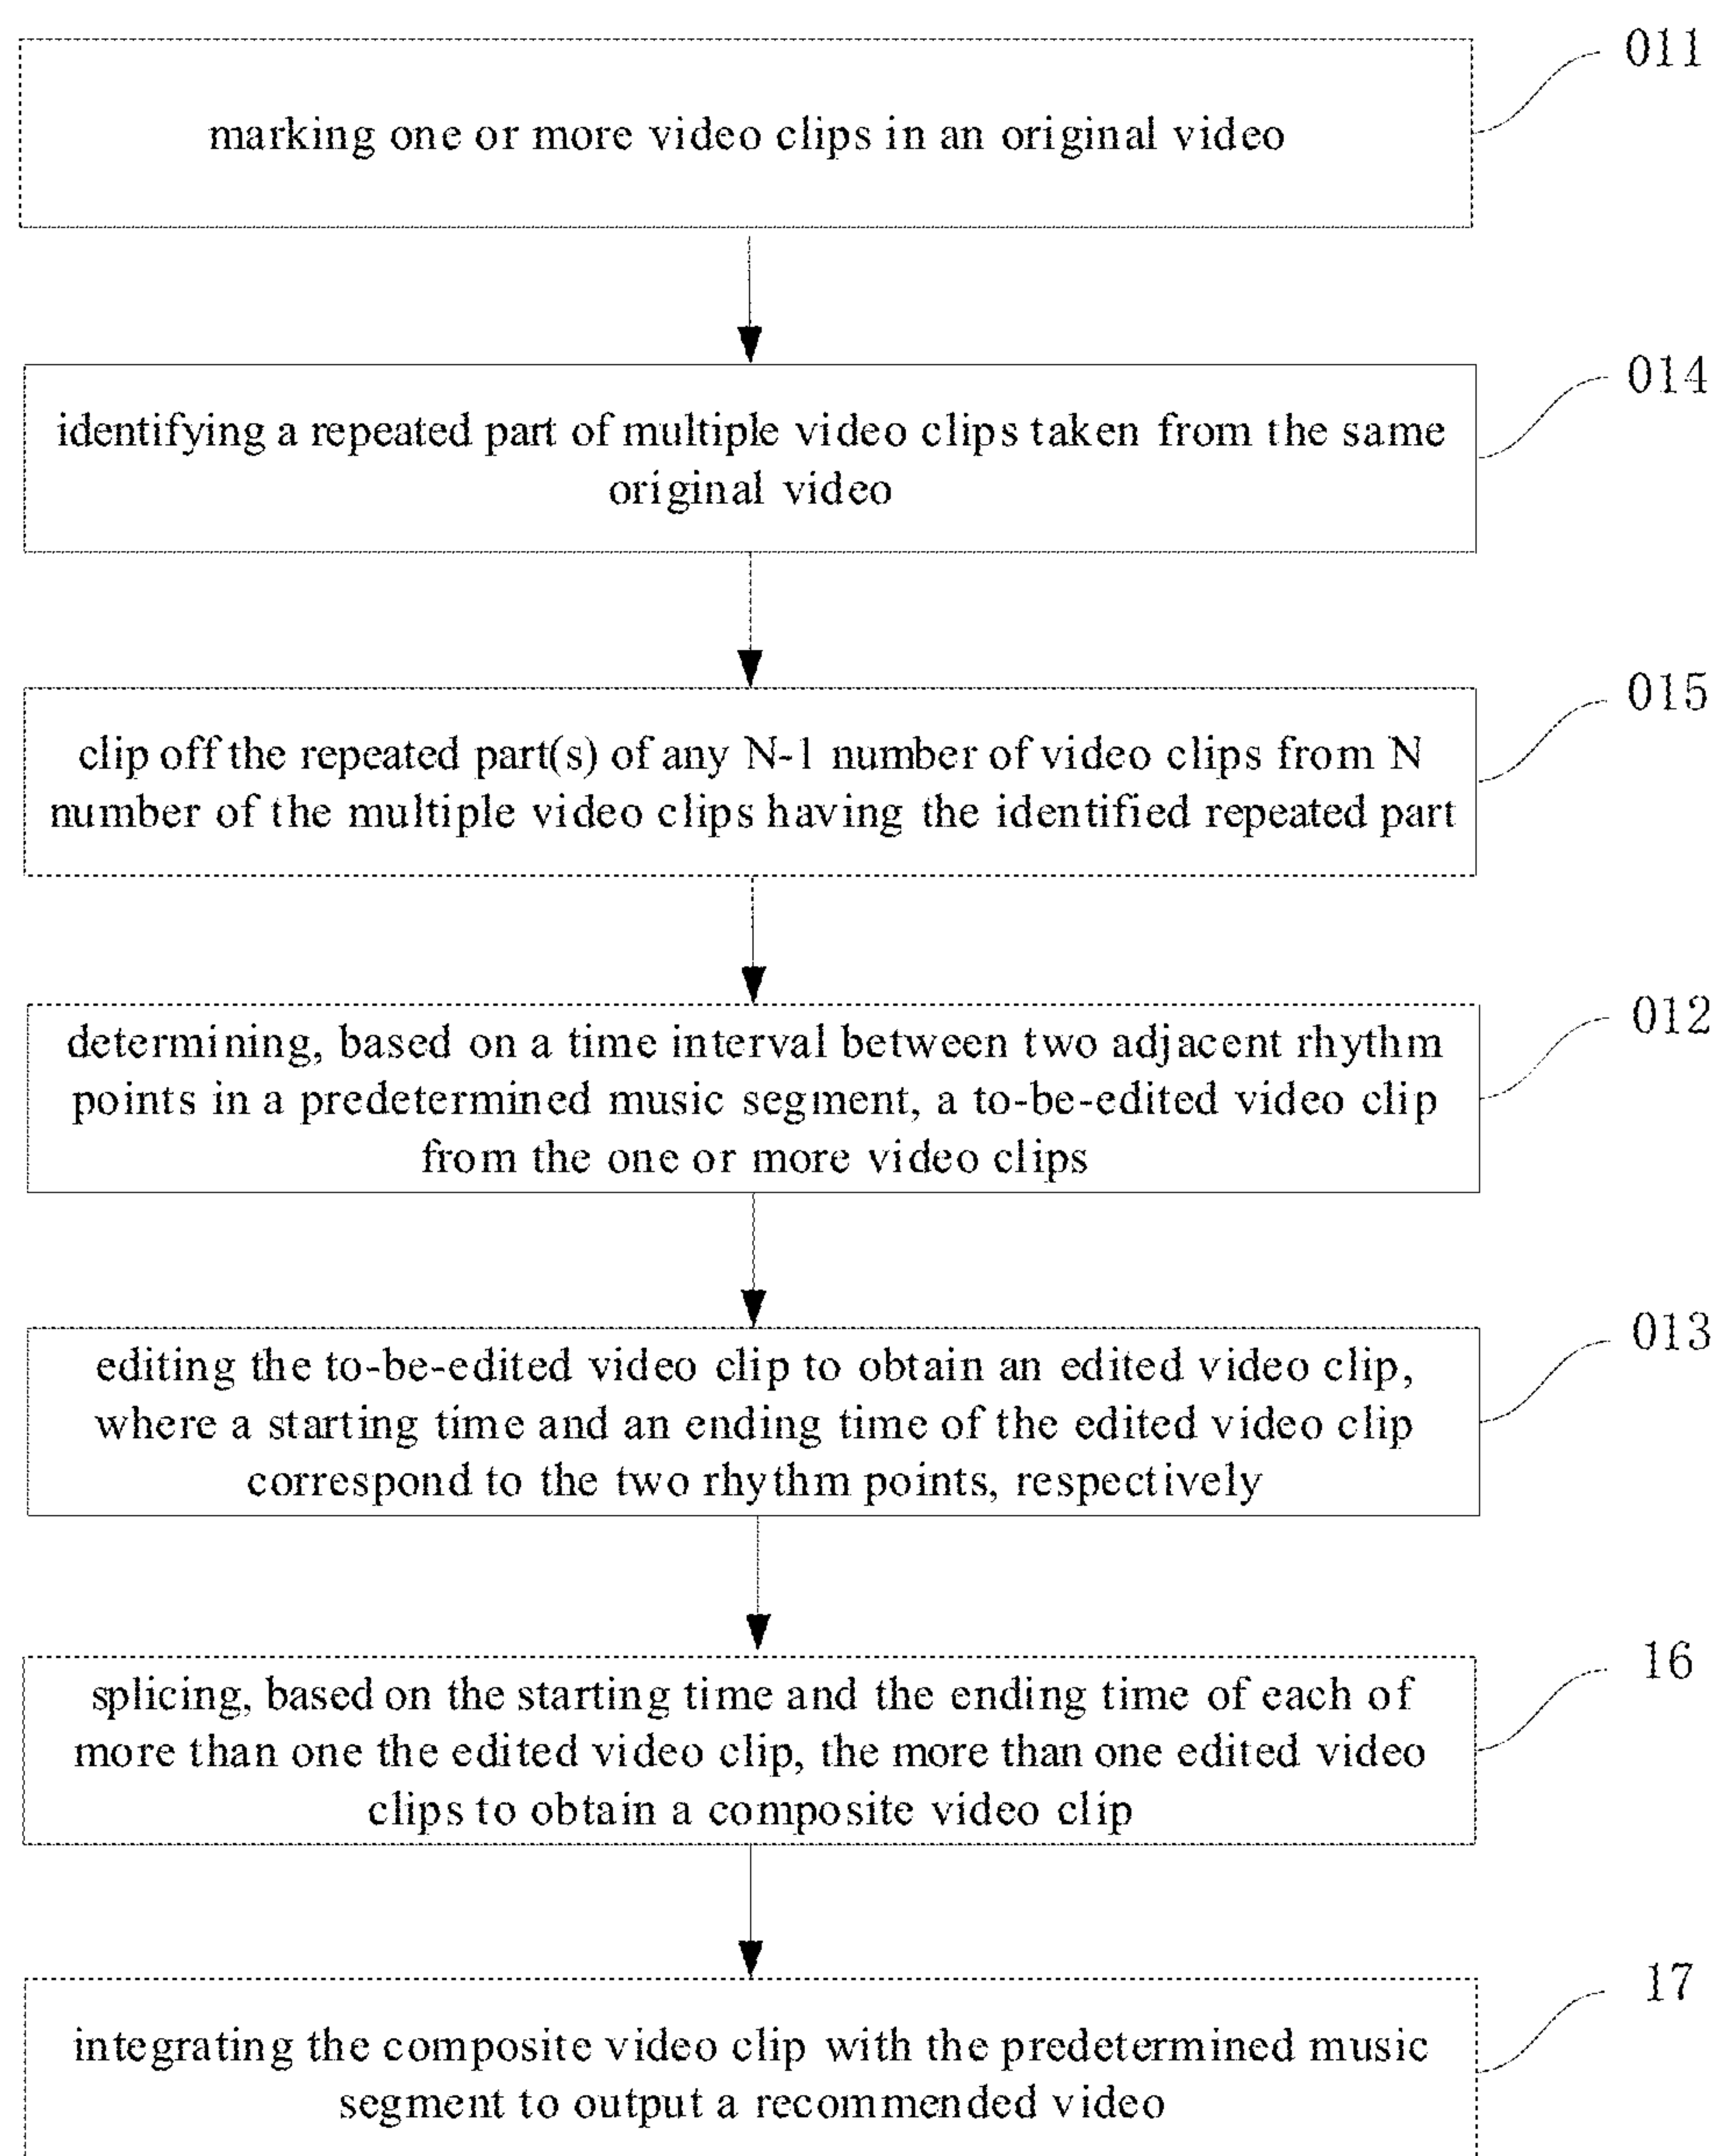 011
marking one or more video clips in an original video
014
identifying a repeated part of multiple video clips taken from the same
original video
015
clip off the repeated part(s) of any N-1 number of video clips from N
number of the multiple video clips having the identified repeated part
012
determining, based on a time interval between two adjacent rhythm
points in a predetermined music segment, a to-be-edited video clip
from the one or more video clips
013
editing the to-be-edited video clip to obtain an edited video clip,
where a starting time and an ending time of the edited video clip
correspond to the two rhythm points, respectively
16
splicing, based on the starting time and the ending time of each of
more than one the edited video clip, the more than one edited video
clips to obtain a composite video clip
17
integrating the composite video clip with the predetermined music
segment to output a recommended video